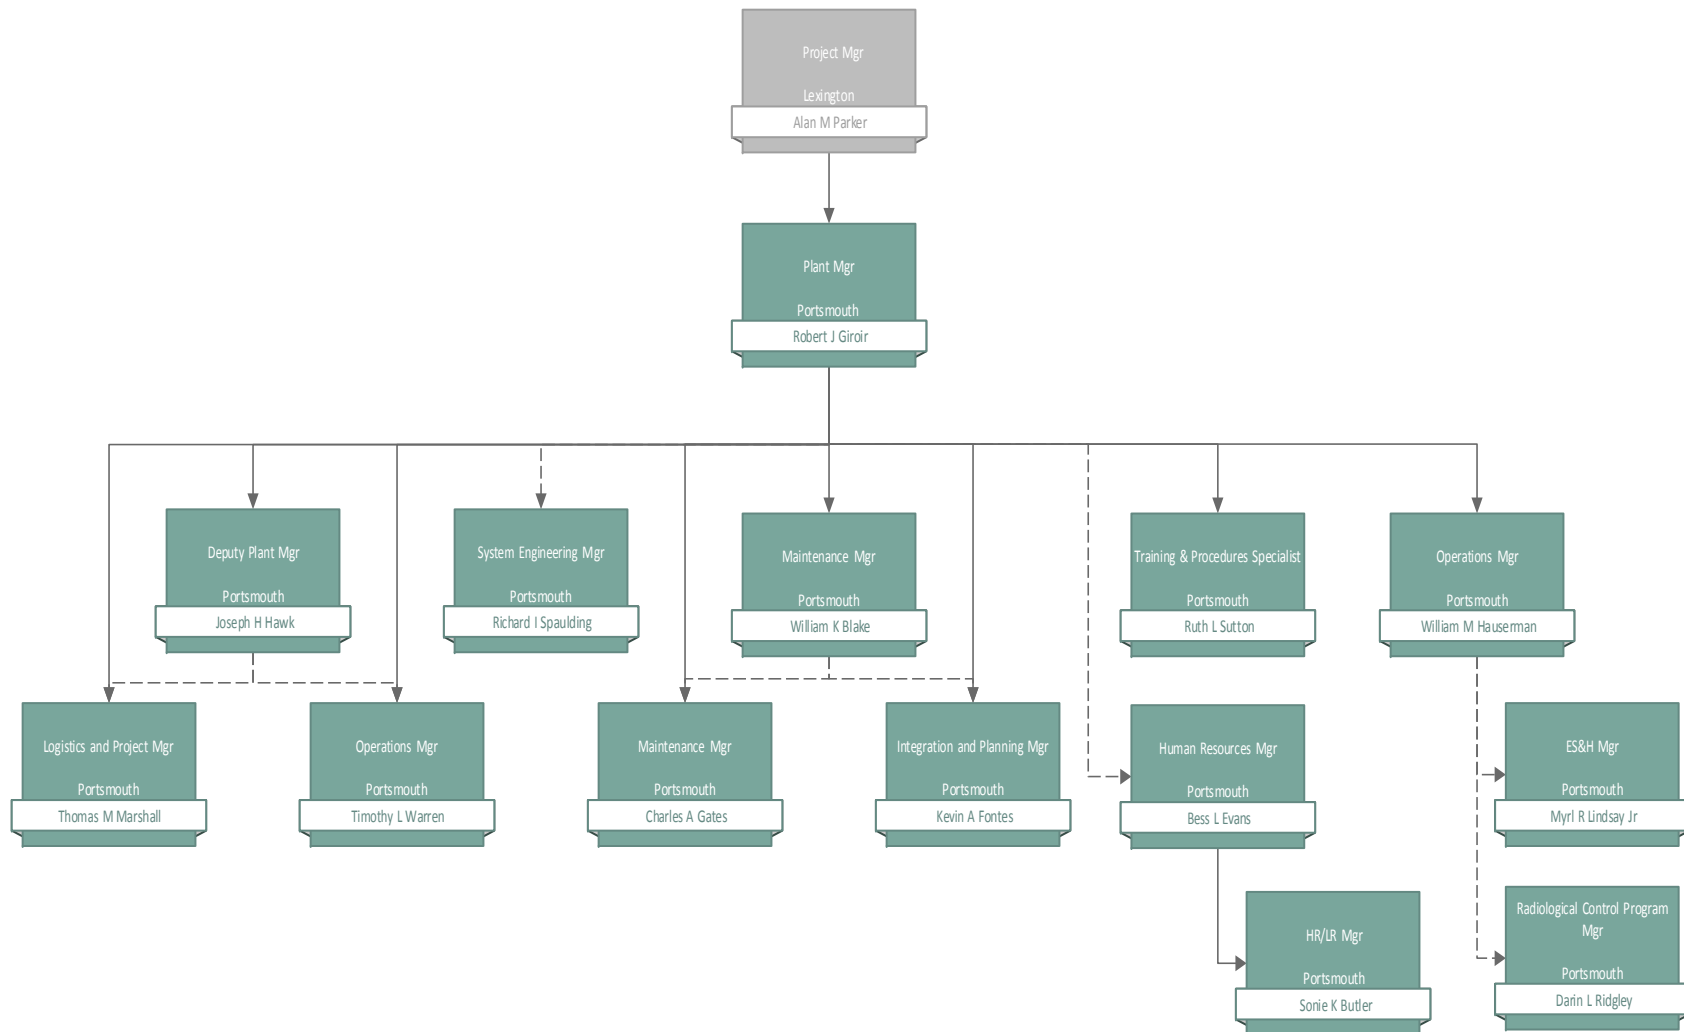 Project Mgr
Lexington
Alan M Parker
Plant Mgr
Portsmouth
Robert J Giroir
Deputy Plant Mgr
Portsmouth
Joseph H Hawk
System Engineering Mgr
Portsmouth
Richard I Spaulding
Maintenance Mgr
Portsmouth
William K Blake
Training & Procedures Specialist
Portsmouth
Ruth L Sutton
Operations Mgr
Portsmouth
William M Hauserman
Logistics and Project Mgr
Portsmouth
Thomas M Marshall
Operations Mgr
Portsmouth
Timothy L Warren
Maintenance Mgr
Portsmouth
Charles A Gates
Integration and Planning Mgr
Portsmouth
Kevin A Fontes
Human Resources Mgr
Portsmouth
Bess L Evans
ES&H Mgr
Portsmouth
Myrl R Lindsay Jr
HR/LR Mgr
Portsmouth
Sonie K Butler
Radiological Control Program
Mgr
Portsmouth
Darin L Ridgley